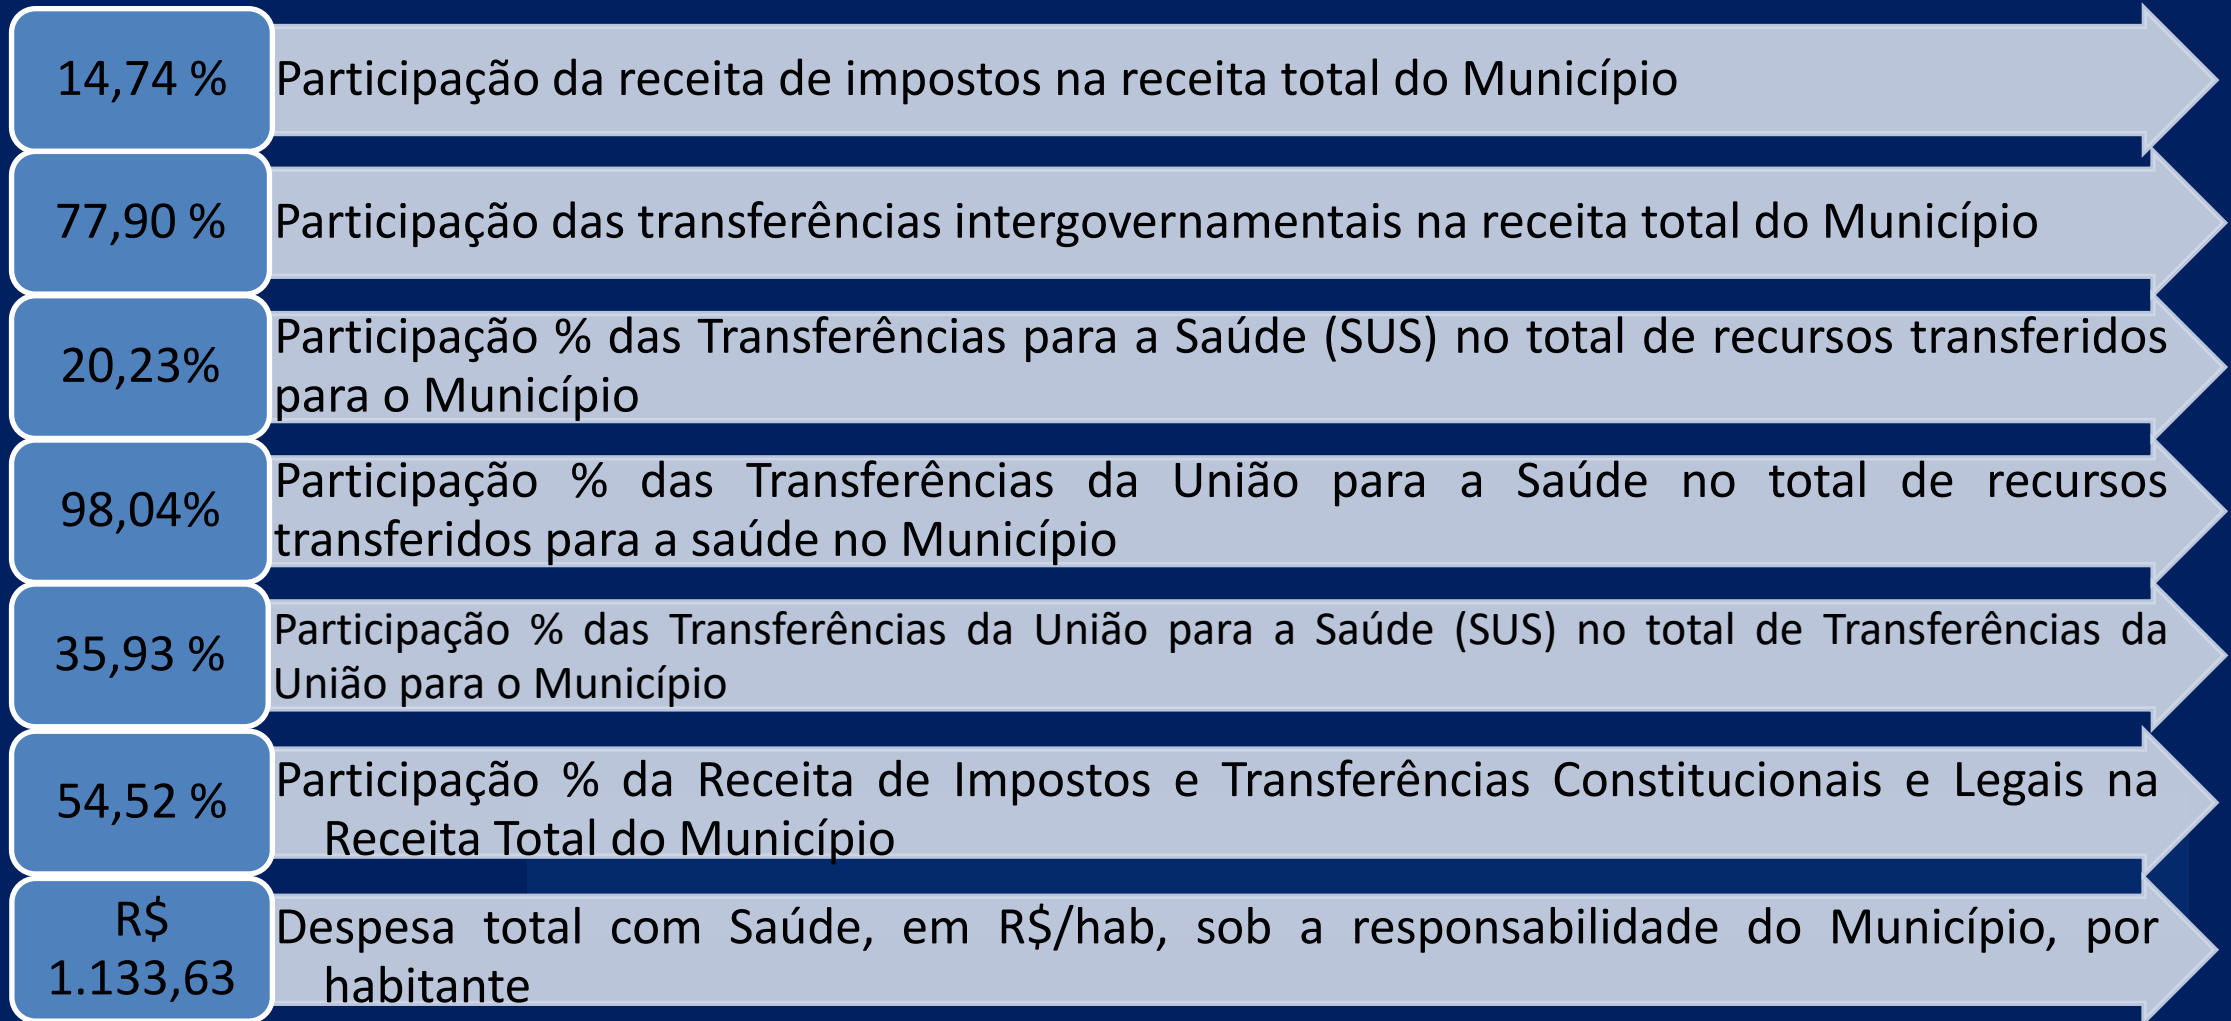 14,74 %
Participação da receita de impostos na receita total do Município
77,90 %
Participação das transferências intergovernamentais na receita total do Município
20,23%
Participação % das Transferências para a Saúde (SUS) no total de recursos transferidos
para o Município
98,04%
Participação % das Transferências da União para a Saúde no total de recursos
transferidos para a saúde no Município
35,93 %
Participação % das Transferências da União para a Saúde (SUS) no total de Transferências da
União para o Município
54,52 %
Participação % da Receita de Impostos e Transferências Constitucionais e Legais na
Receita Total do Município
R$
1.133,63
Despesa total com Saúde, em R$/hab, sob a responsabilidade do Município, por
habitante